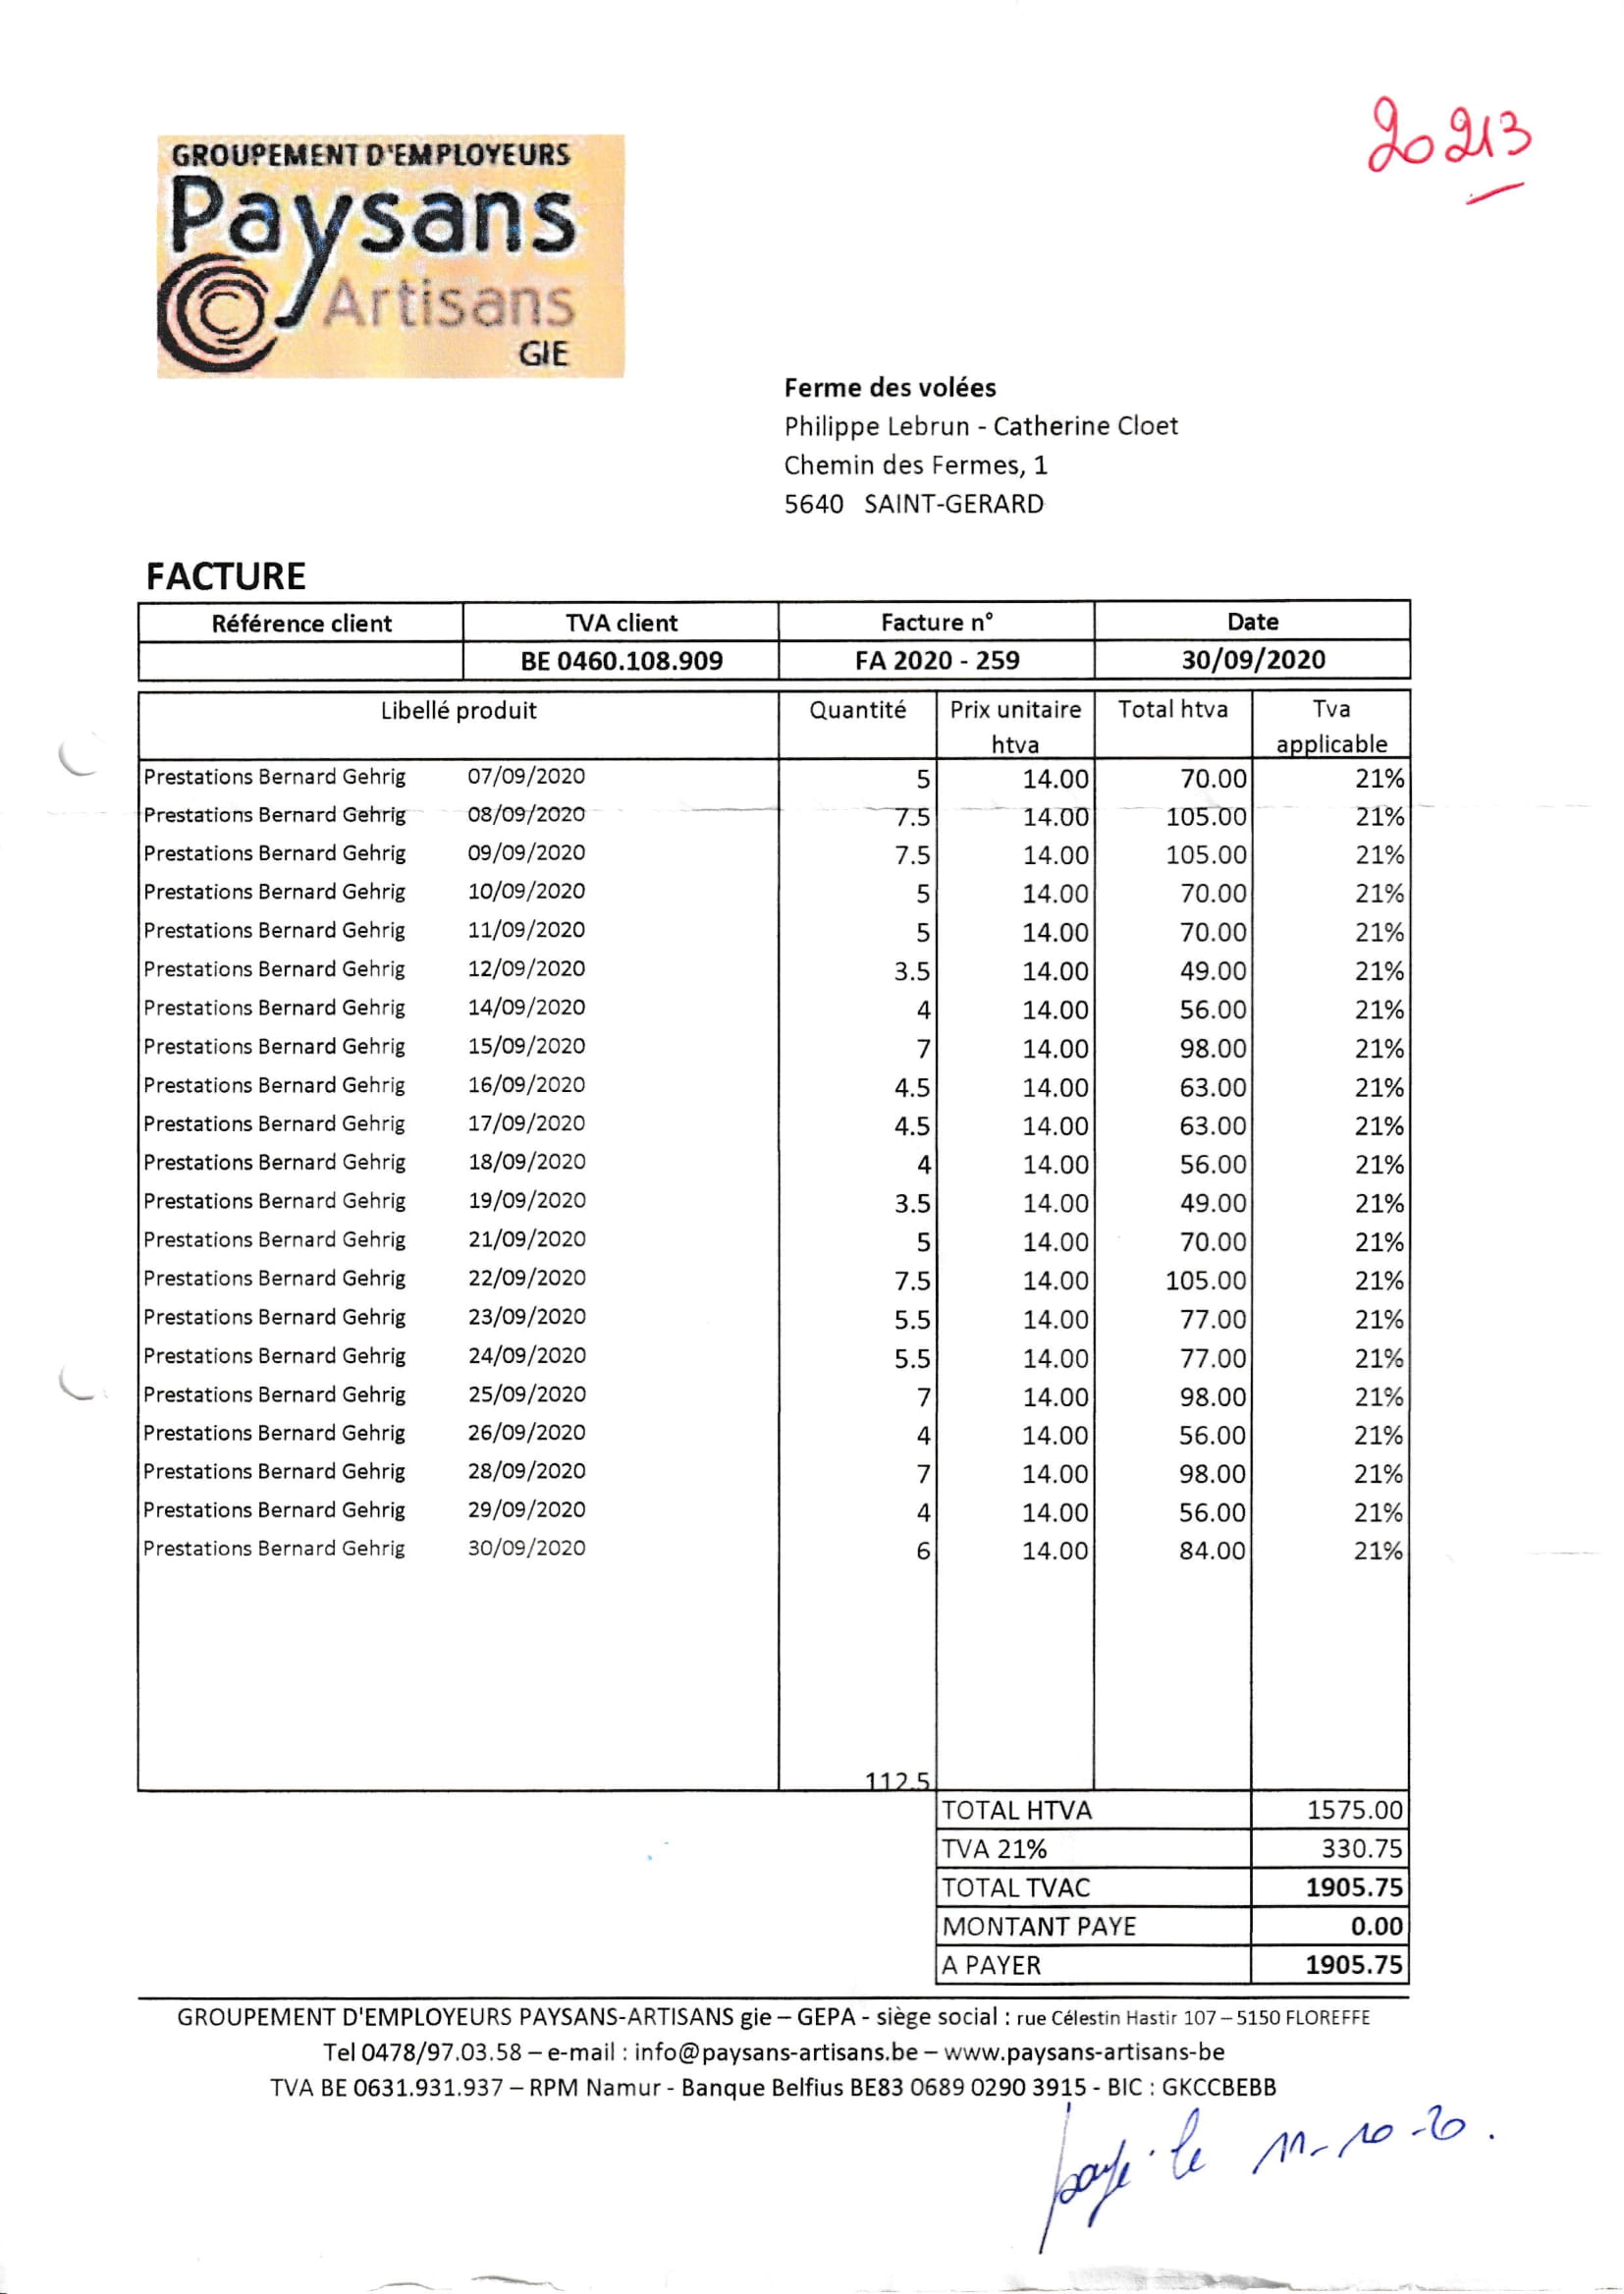 20213
GROUPEMENT D'EMPLOYEURS
Paysans
Artisans
GIE
Ferme des volées
Philippe Lebrun - Catherine Cloet
Chemin des Fermes, 1
5640 SAINT-GERARD
FACTURE
Référence client TVA client Facture n° Date
BE 0460.108.909 FA 2020 - 259 30/09/2020
Libellé produit Quantité Prix unitaire htva Total htva Tva applicable
Prestations Bernard Gehrig 07/09/2020 5 14.00 70.00 21%
Prestations Bernard Gehrig 08/09/2020 7.5 14.00 105.00 21%
Prestations Bernard Gehrig 09/09/2020 7.5 14.00 105.00 21%
Prestations Bernard Gehrig 10/09/2020 5 14.00 70.00 21%
Prestations Bernard Gehrig 11/09/2020 5 14.00 70.00 21%
Prestations Bernard Gehrig 12/09/2020 3.5 14.00 49.00 21%
Prestations Bernard Gehrig 14/09/2020 4 14.00 56.00 21%
Prestations Bernard Gehrig 15/09/2020 7 14.00 98.00 21%
Prestations Bernard Gehrig 16/09/2020 4.5 14.00 63.00 21%
Prestations Bernard Gehrig 17/09/2020 4.5 14.00 63.00 21%
Prestations Bernard Gehrig 18/09/2020 4 14.00 56.00 21%
Prestations Bernard Gehrig 19/09/2020 3.5 14.00 49.00 21%
Prestations Bernard Gehrig 21/09/2020 5 14.00 70.00 21%
Prestations Bernard Gehrig 22/09/2020 7.5 14.00 105.00 21%
Prestations Bernard Gehrig 23/09/2020 5.5 14.00 77.00 21%
Prestations Bernard Gehrig 24/09/2020 5.5 14.00 77.00 21%
Prestations Bernard Gehrig 25/09/2020 7 14.00 98.00 21%
Prestations Bernard Gehrig 26/09/2020 4 14.00 56.00 21%
Prestations Bernard Gehrig 28/09/2020 7 14.00 98.00 21%
Prestations Bernard Gehrig 29/09/2020 4 14.00 56.00 21%
Prestations Bernard Gehrig 30/09/2020 6 14.00 84.00 21%
112.5
TOTAL HTVA 1575.00
TVA 21% 330.75
TOTAL TVAC 1905.75
MONTANT PAYE 0.00
A PAYER 1905.75
GROUPEMENT D'EMPLOYEURS PAYSANS-ARTISANS gie – GEPA - siège social : rue Célestin Hastir 107 – 5150 FLOREFFE
Tel 0478/97.03.58 – e-mail : info@paysans-artisans.be – www.paysans-artisans-be
TVA BE 0631.931.937 – RPM Namur - Banque Belfius BE83 0689 0290 3915 - BIC : GKCCBEBB
payé le 11-10-20.